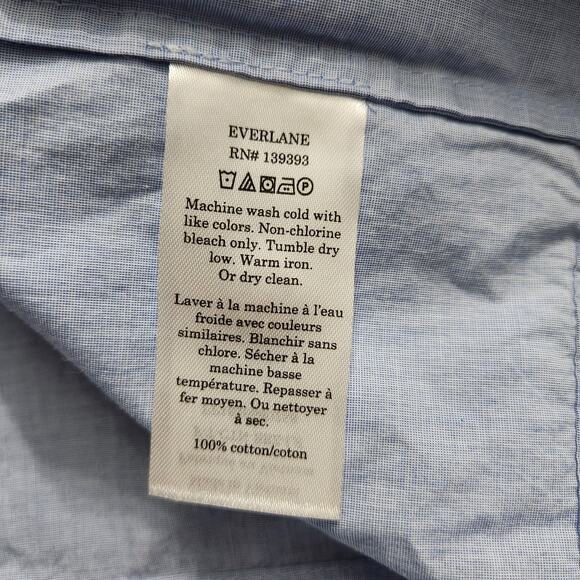 EVERLANE
RN# 139393
Machine wash cold with
like colors. Non-chlorine
bleach only. Tumble dry
low. Warm iron.
Or dry clean.
Laver à la machine à l'eau
froide avec couleurs
similaires. Blanchir sans
chlore. Sécher à la
machine basse
température. Repasser à
fer moyen. Ou nettoyer
à sec.
100% cotton/coton